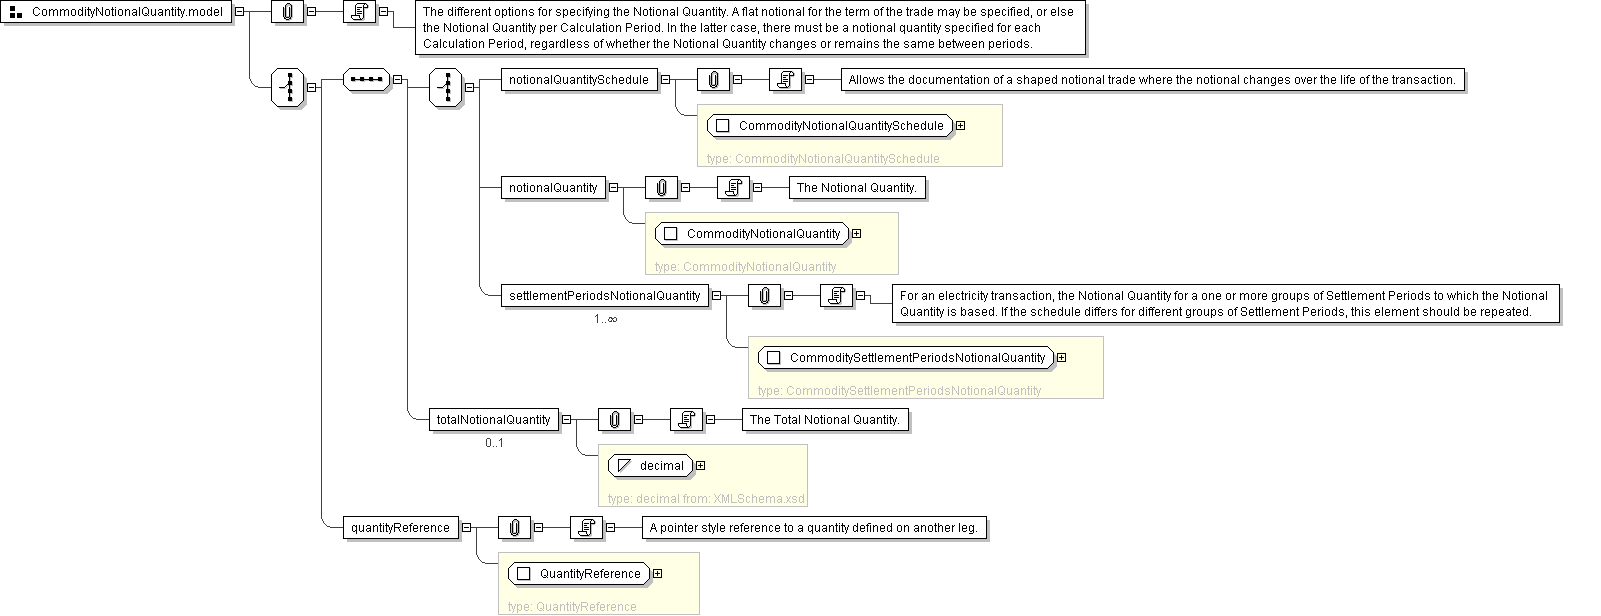 CommodityNotionalQuantity.model
The different options for specifying the Notional Quantity. A flat notional for the term of the trade may be specified, or else
the Notional Quantity per Calculation Period. In the latter case, there must be a notional quantity specified for each
Calculation Period, regardless of whether the Notional Quantity changes or remains the same between periods.
notionalQuantitySchedule
Allows the documentation of a shaped notional trade where the notional changes over the life of the transaction.
CommodityNotionalQuantitySchedule
type: CommodityNotionalQuantitySchedule
notionalQuantity
The Notional Quantity.
CommodityNotionalQuantity
type: CommodityNotionalQuantity
settlementPeriodsNotionalQuantity
1..∞
For an electricity transaction, the Notional Quantity for a one or more groups of Settlement Periods to which the Notional
Quantity is based. If the schedule differs for different groups of Settlement Periods, this element should be repeated.
CommoditySettlementPeriodsNotionalQuantity
type: CommoditySettlementPeriodsNotionalQuantity
totalNotionalQuantity
0..1
The Total Notional Quantity.
decimal
type: decimal from: XMLSchema.xsd
quantityReference
A pointer style reference to a quantity defined on another leg.
QuantityReference
type: QuantityReference